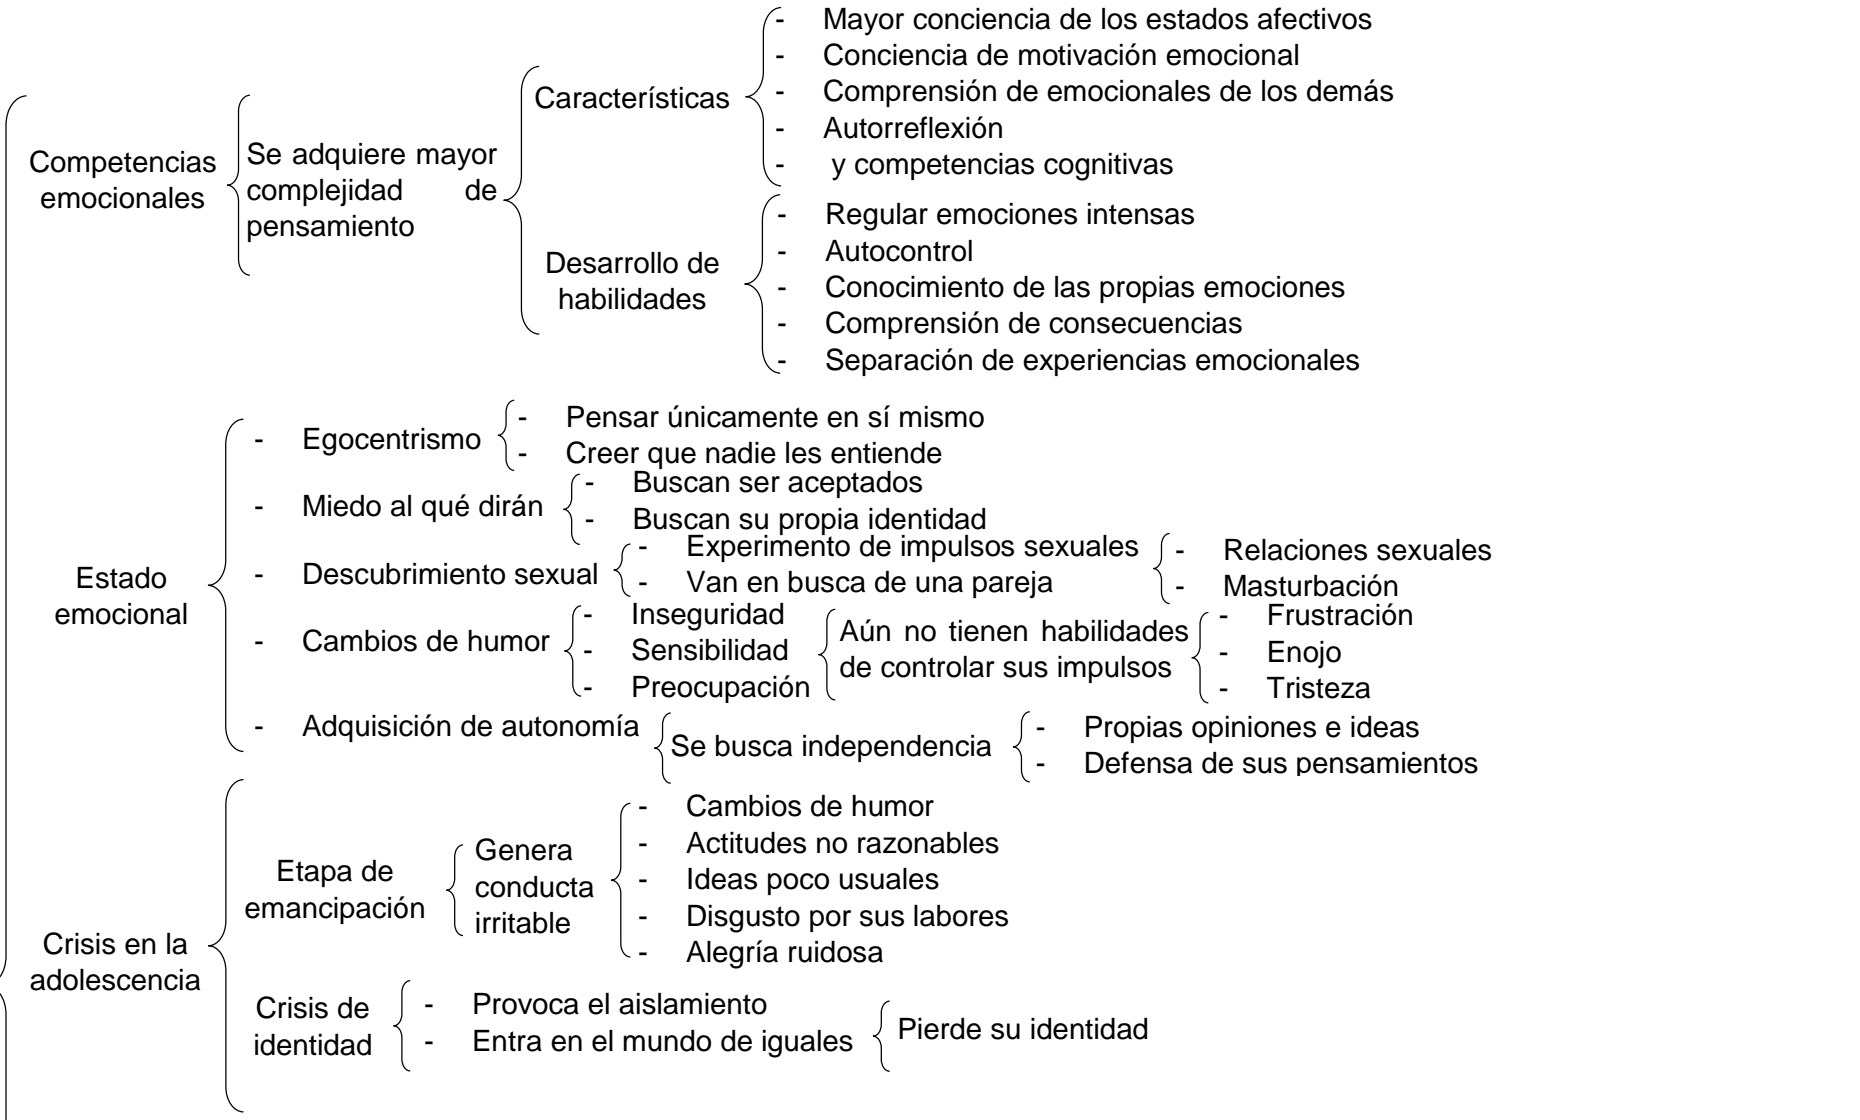 Competencias
emocionales
Se adquiere mayor
complejidad de
pensamiento
Características
- Mayor conciencia de los estados afectivos
- Conciencia de motivación emocional
- Comprensión de emocionales de los demás
- Autorreflexión
- y competencias cognitivas
Desarrollo de
habilidades
- Regular emociones intensas
- Autocontrol
- Conocimiento de las propias emociones
- Comprensión de consecuencias
- Separación de experiencias emocionales
Estado
emocional
- Egocentrismo
- Pensar únicamente en sí mismo
- Creer que nadie les entiende
- Miedo al qué dirán
- Buscan ser aceptados
- Buscan su propia identidad
- Descubrimiento sexual
- Experimento de impulsos sexuales
- Van en busca de una pareja
- Relaciones sexuales
- Masturbación
- Cambios de humor
- Inseguridad
- Sensibilidad
- Preocupación
Aún no tienen habilidades
de controlar sus impulsos
- Frustración
- Enojo
- Tristeza
- Adquisición de autonomía
Se busca independencia
- Propias opiniones e ideas
- Defensa de sus pensamientos
Crisis en la
adolescencia
Etapa de
emancipación
Genera
conducta
irritable
- Cambios de humor
- Actitudes no razonables
- Ideas poco usuales
- Disgusto por sus labores
- Alegría ruidosa
Crisis de
identidad
- Provoca el aislamiento
- Entra en el mundo de iguales
Pierde su identidad